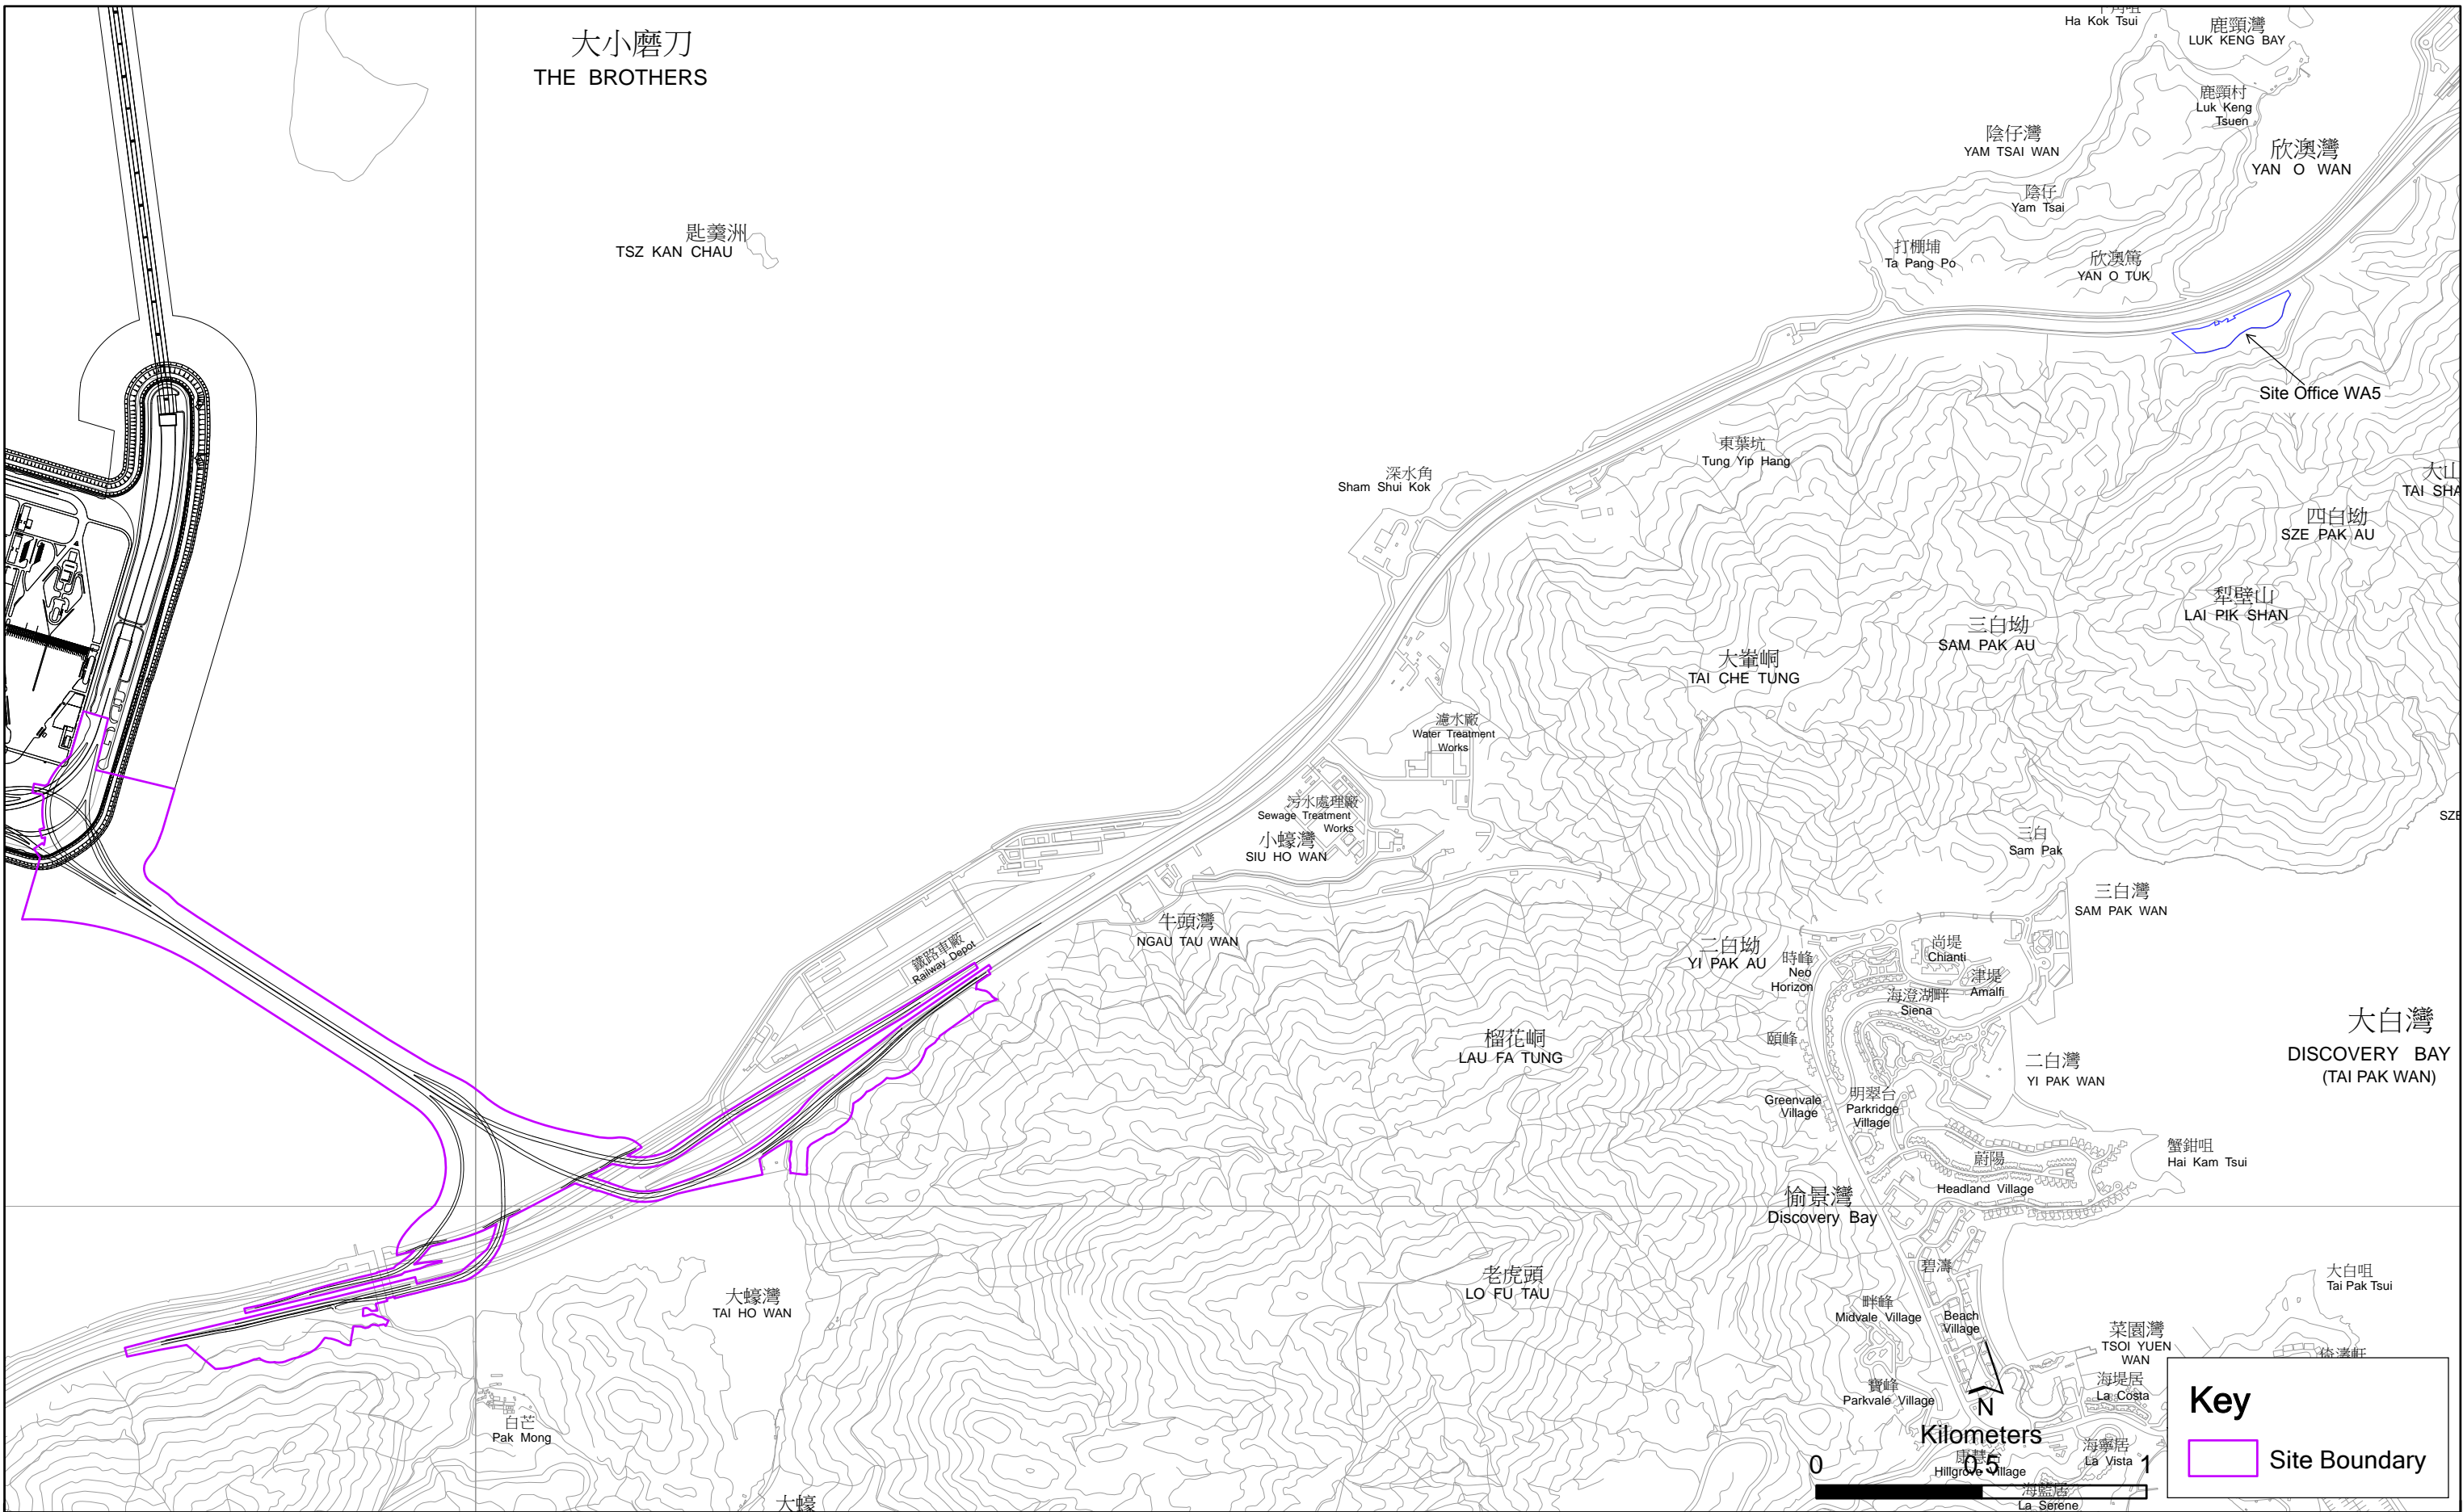 大小磨刀
THE BROTHERS
Ha Kok Tsui
鹿頸灣
LUK KENG BAY
鹿頸村
Luk Keng
Tsuen
陰仔灣
YAM TSAI WAN
欣澳灣
YAN O WAN
陰仔
Yam Tsai
匙羹洲
TSZ KAN CHAU
打棚埔
Ta Pang Po
欣澳篤
YAN O TUK
Site Office WA5
東葉坑
Tung Yip Hang
深水角
Sham Shui Kok
大山
TAI SHA
四白坳
SZE PAK AU
犁壁山
LAI PIK SHAN
三白坳
SAM PAK AU
大輋峒
TAI CHE TUNG
濾水廠
Water Treatment
Works
污水處理廠
Sewage Treatment
Works
小蠔灣
SIU HO WAN
SZE
三白
Sam Pak
三白灣
SAM PAK WAN
牛頭灣
NGAU TAU WAN
鐵路車廠
Railway Depot
二白坳
YI PAK AU
時峰
Neo
Horizon
尚堤
Chianti
津堤
Amalfi
海澄湖畔
Siena
大白灣
DISCOVERY BAY
(TAI PAK WAN)
榴花峒
LAU FA TUNG
頤峰
二白灣
YI PAK WAN
Greenvale
Village
明翠台
Parkridge
Village
蟹鉗咀
Hai Kam Tsui
蔚陽
Headland Village
愉景灣
Discovery Bay
碧濤
Beach
Village
大白咀
Tai Pak Tsui
老虎頭
LO FU TAU
大蠔灣
TAI HO WAN
畔峰
Midvale Village
菜園灣
TSOI YUEN
WAN
海堤居
La Costa
寶峰
Parkvale Village
白芒
Pak Mong
大蠔
N
Kilometers
0
0.5
1
Hillgrove Village
海寧居
La Vista
海藍居
La Serene
Key
Site Boundary